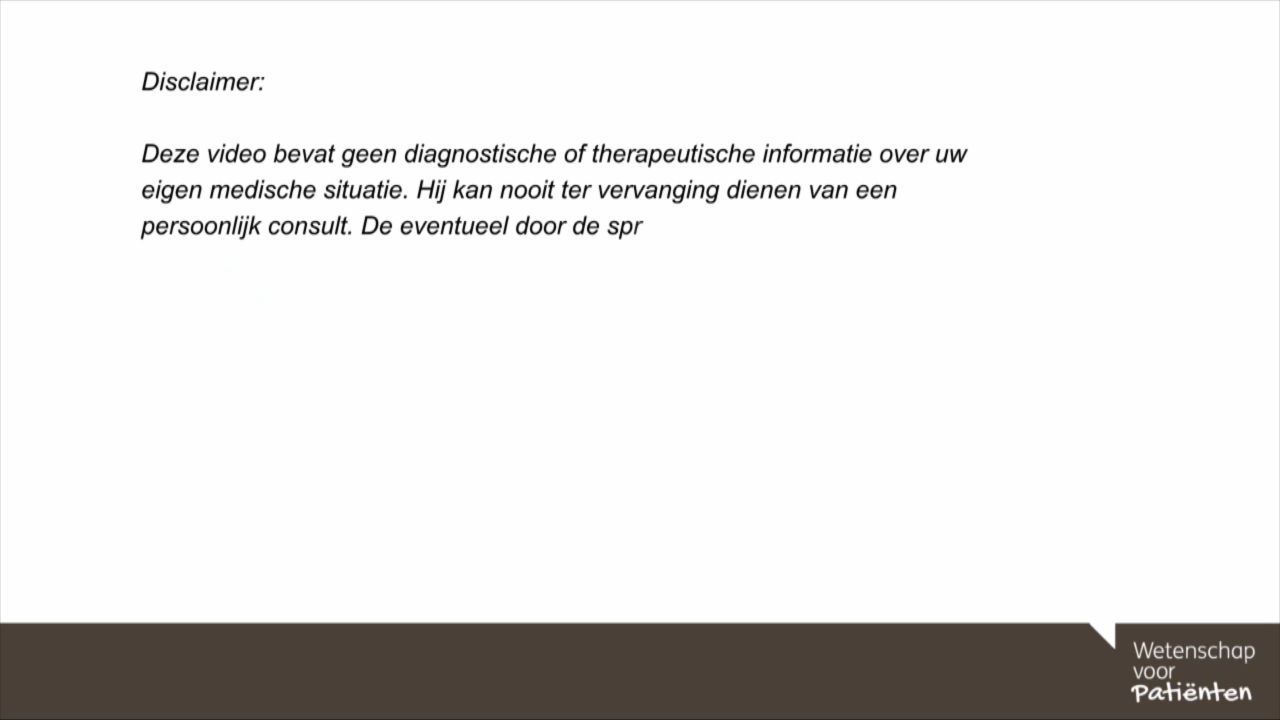 Disclaimer:
Deze video bevat geen diagnostische of therapeutische informatie over uw
eigen medische situatie. Hij kan nooit ter vervanging dienen van een
persoonlijk consult. De eventueel door de spr
Wetenschap
voor
Patiënten